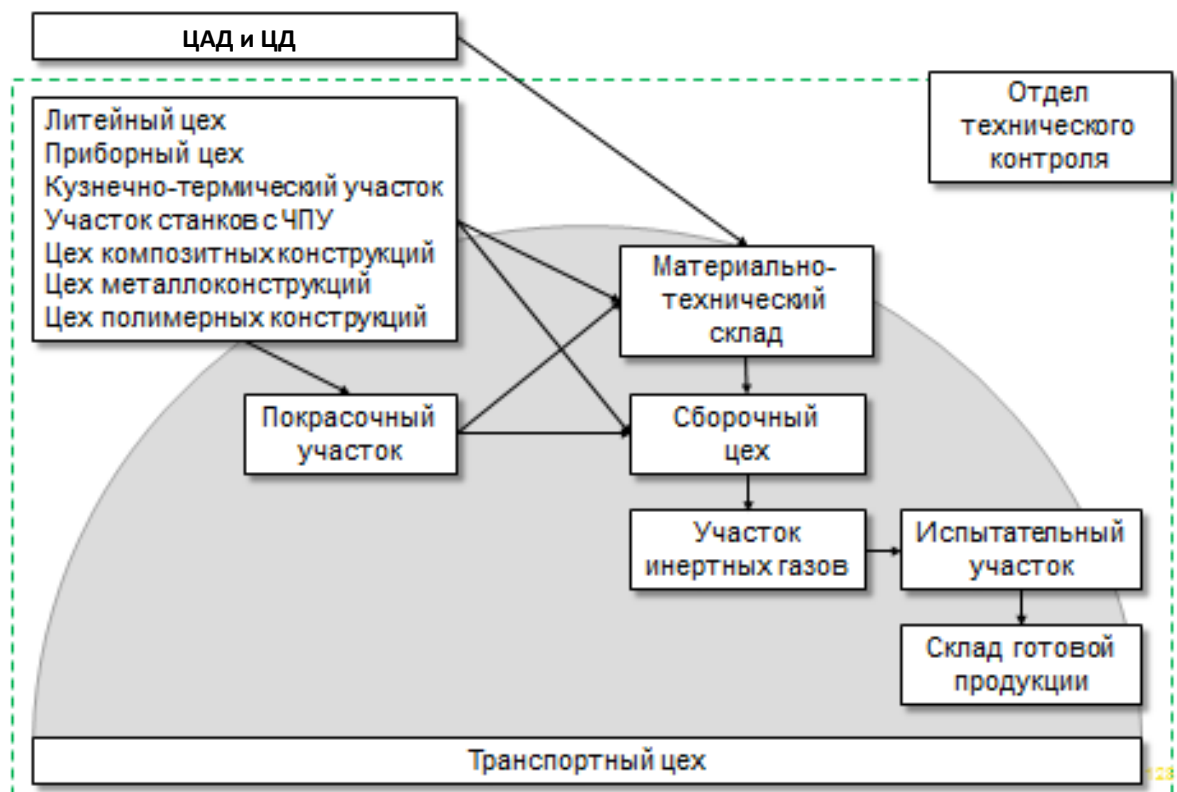 ЦАД и ЦД
Отдел
технического
контроля
Литейный цех
Приборный цех
Кузнечно-термический участок
Участок станков с ЧПУ
Цех композитных конструкций
Цех металлоконструкций
Цех полимерных конструкций
Материально-
технический
склад
Покрасочный
участок
Сборочный
цех
Участок
инертных газов
Испытательный
участок
Склад готовой
продукции
Транспортный цех
128